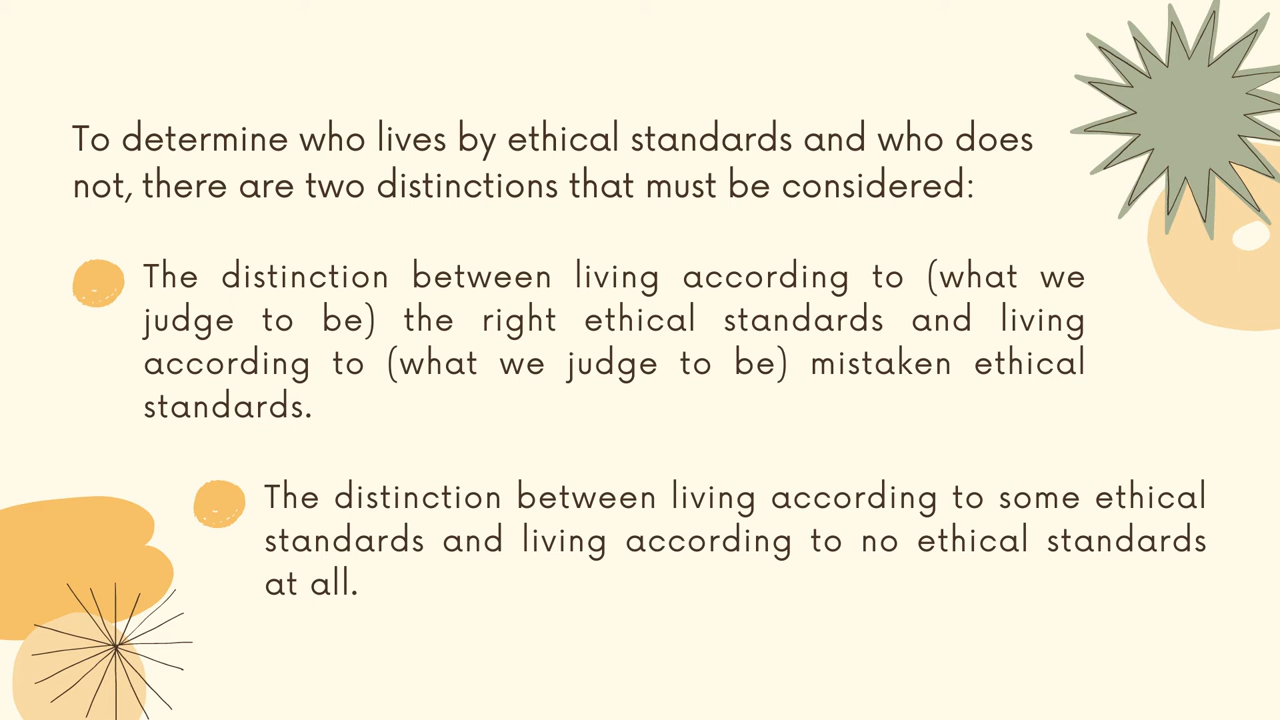 To determine who lives by ethical standards and who does
not, there are two distinctions that must be considered:
The distinction between living according to (what we
judge to be) the right ethical standards and living
according to (what we judge to be) mistaken ethical
standards.
The distinction between living according to some ethical
standards and living according to no ethical standards
at all.